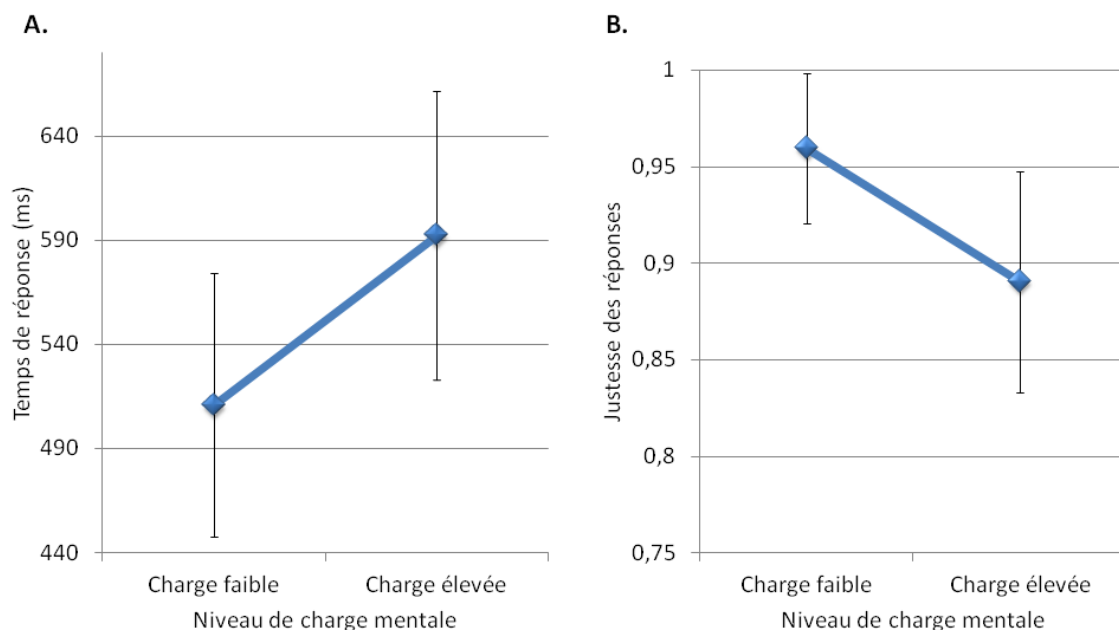 A.
Temps de réponse (ms)
640
590
540
490
440
Charge faible
Charge élevée
Niveau de charge mentale
B.
Justesse des réponses
1
0,95
0,9
0,85
0,8
0,75
Charge faible
Charge élevée
Niveau de charge mentale